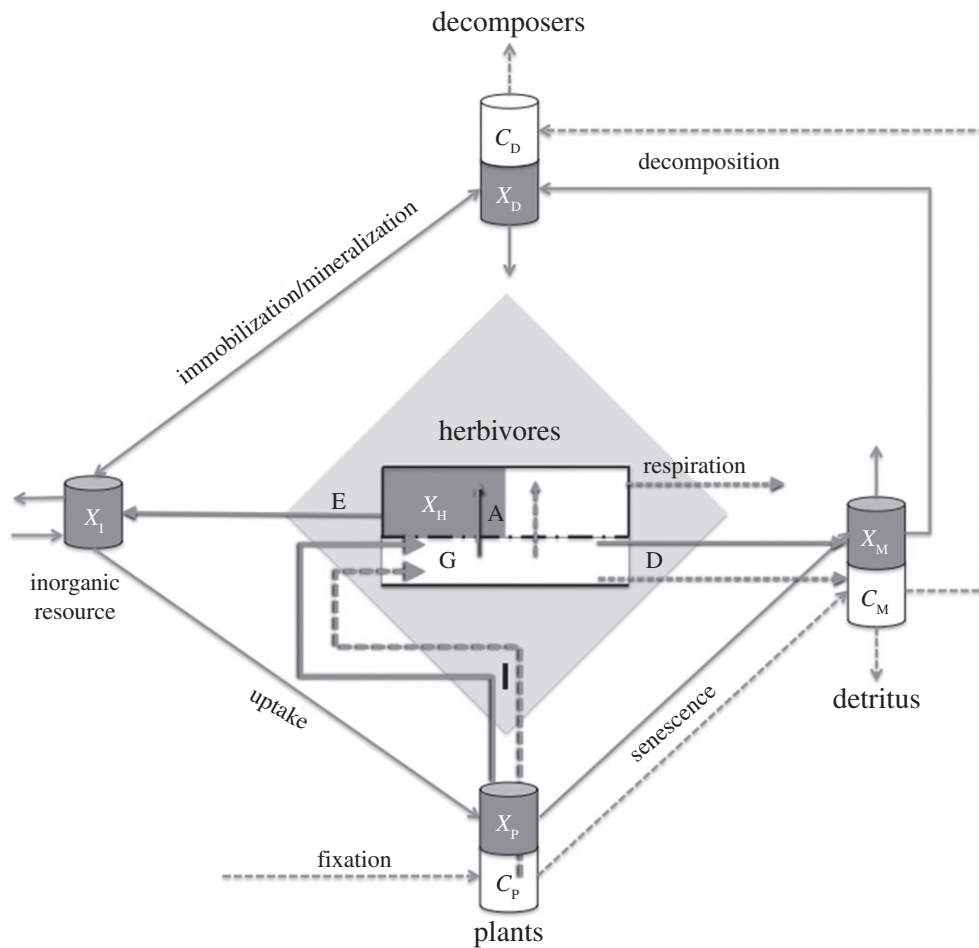 decomposers
C_D
decomposition
X_D
immobilization/mineralization
herbivores
respiration
E
X_H
A
X_I
X_M
G
D
inorganic
resource
C_M
I
uptake
senescence
detritus
X_P
fixation
C_P
plants